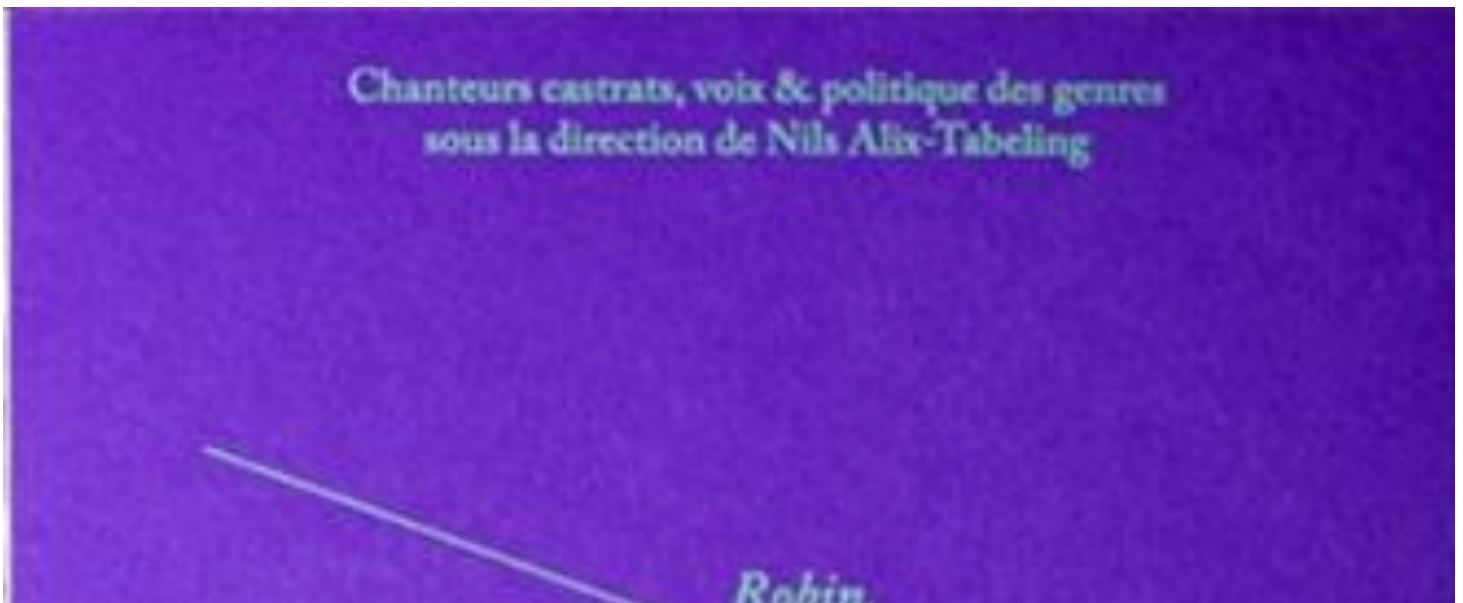 Chanteurs castrats, voix & politique des genres
sous la direction de Nils Alix-Tabeling
Robin,